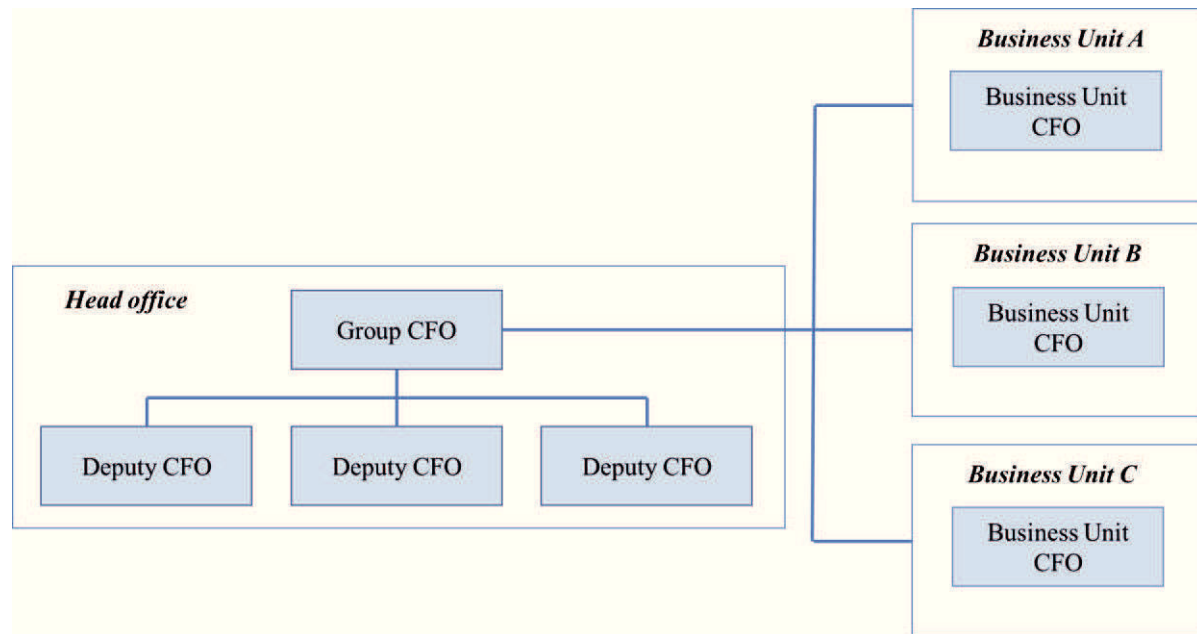 Business Unit A
Business Unit
CFO
Business Unit B
Business Unit
CFO
Head office
Group CFO
Deputy CFO
Deputy CFO
Deputy CFO
Business Unit C
Business Unit
CFO